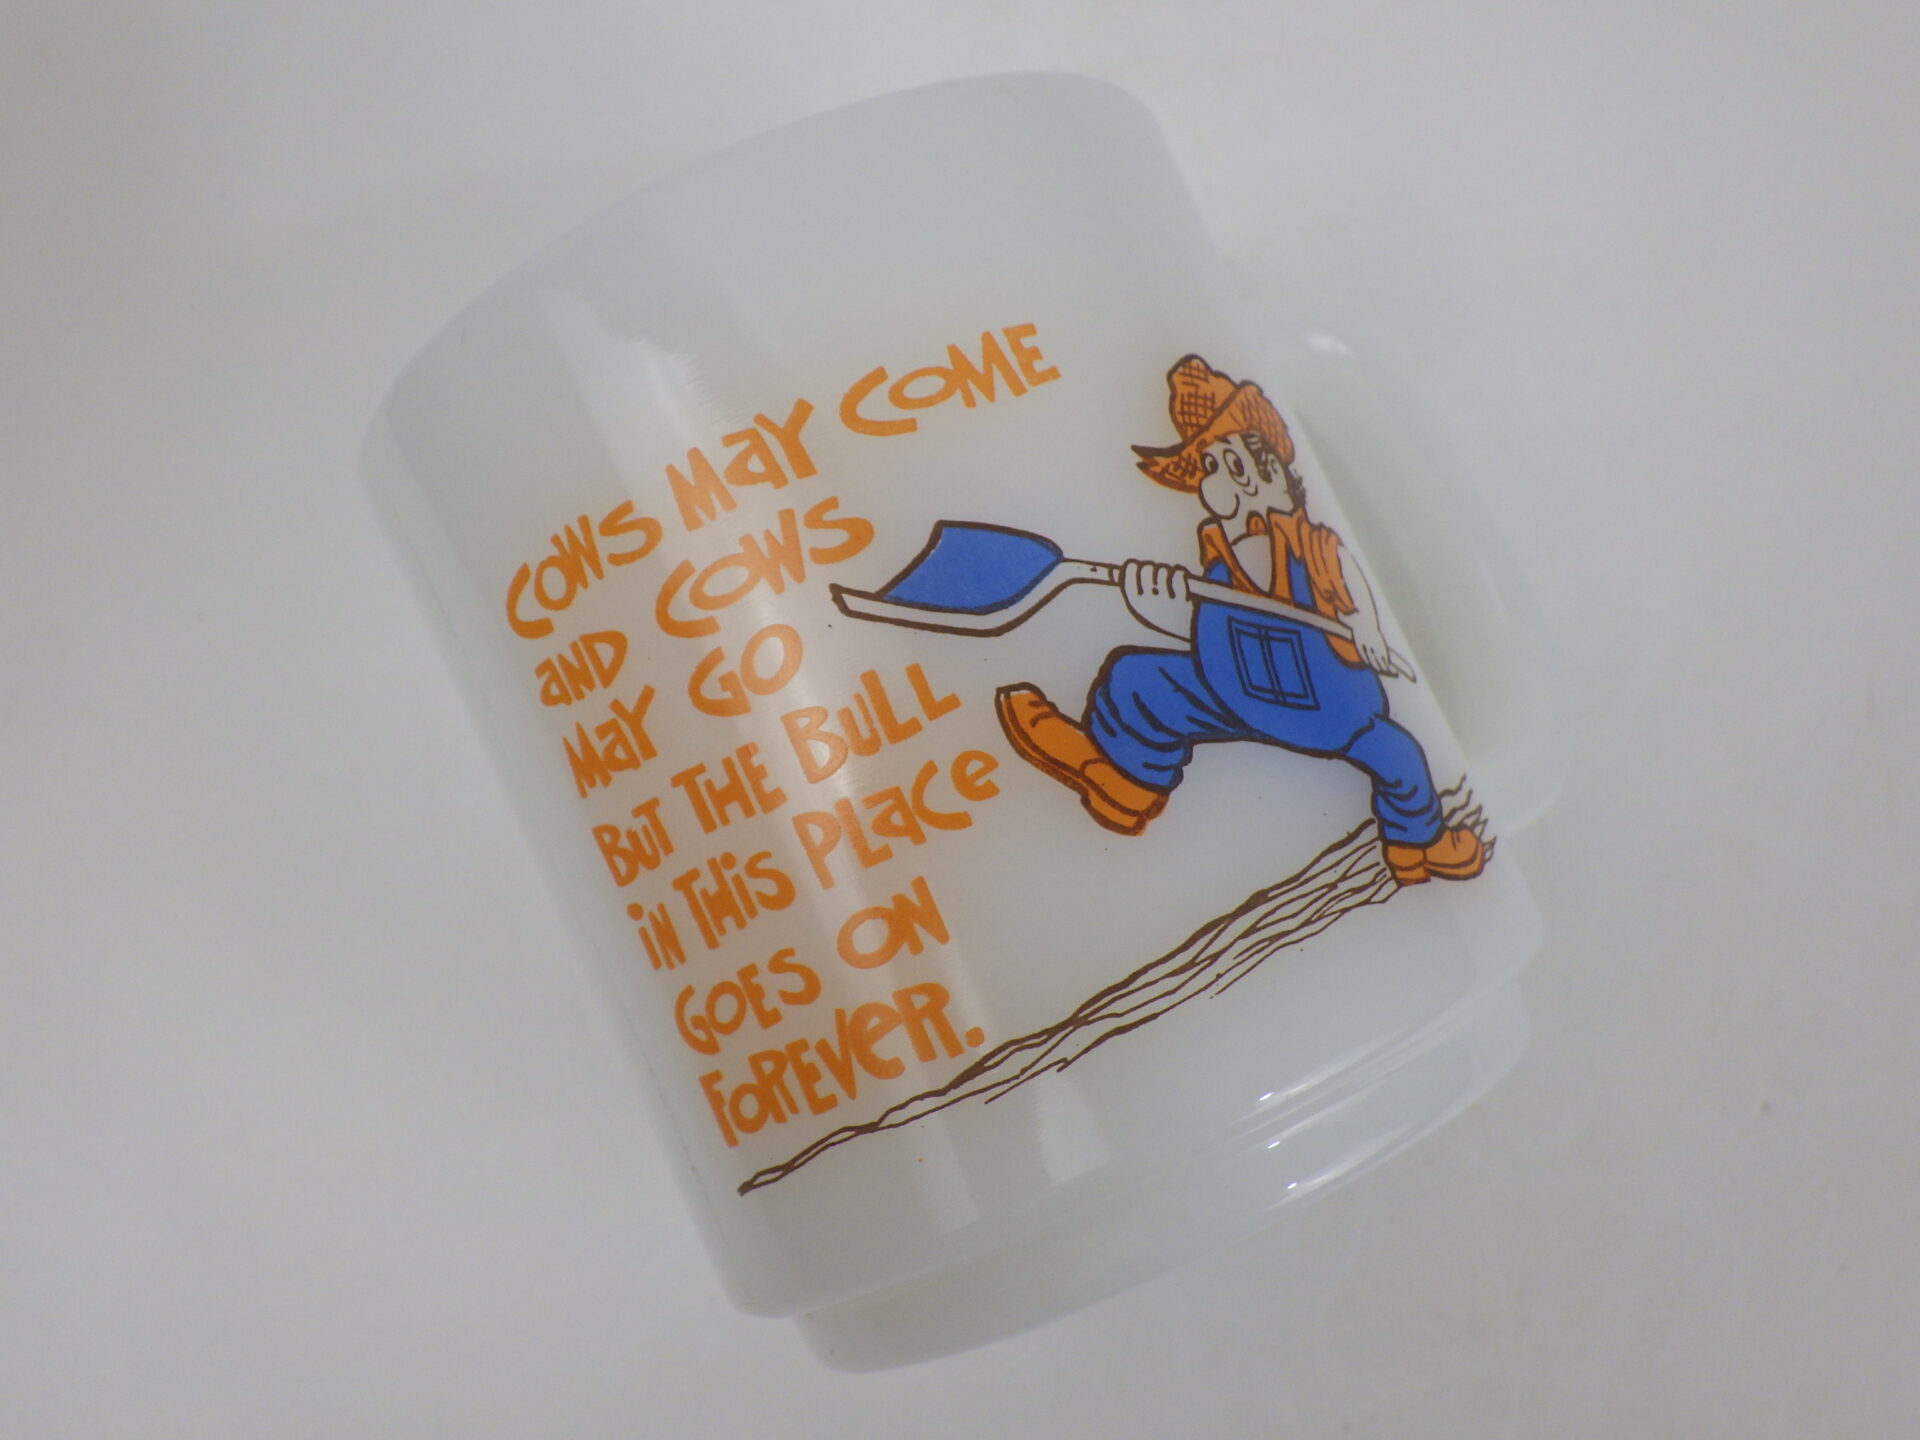 COWS MaY COME
aND COWS
MaY GO
BUT THE BULL
iN THiS PLaCe
GOES ON
FOREVeR.